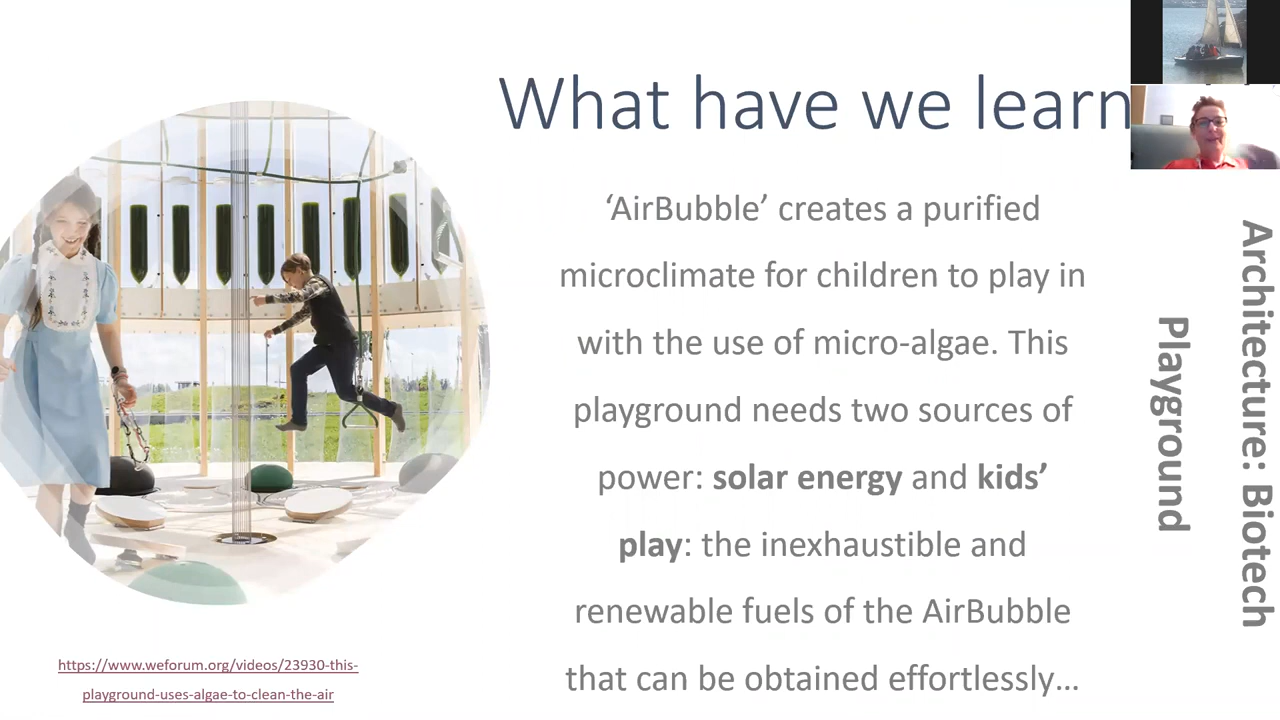 What have we learn
‘AirBubble’ creates a purified
microclimate for children to play in
with the use of micro-algae. This
playground needs two sources of
power: solar energy and kids’
play: the inexhaustible and
renewable fuels of the AirBubble
that can be obtained effortlessly…
Architecture: Biotech
Playground
https://www.weforum.org/videos/23930-this-
playground-uses-algae-to-clean-the-air